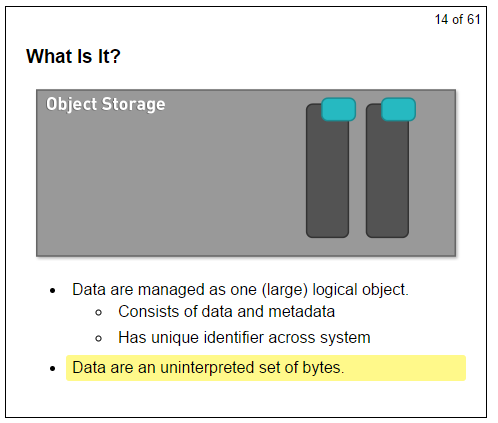 14 of 61
What Is It?
Object Storage
Data are managed as one (large) logical object.
Consists of data and metadata
Has unique identifier across system
Data are an uninterpreted set of bytes.